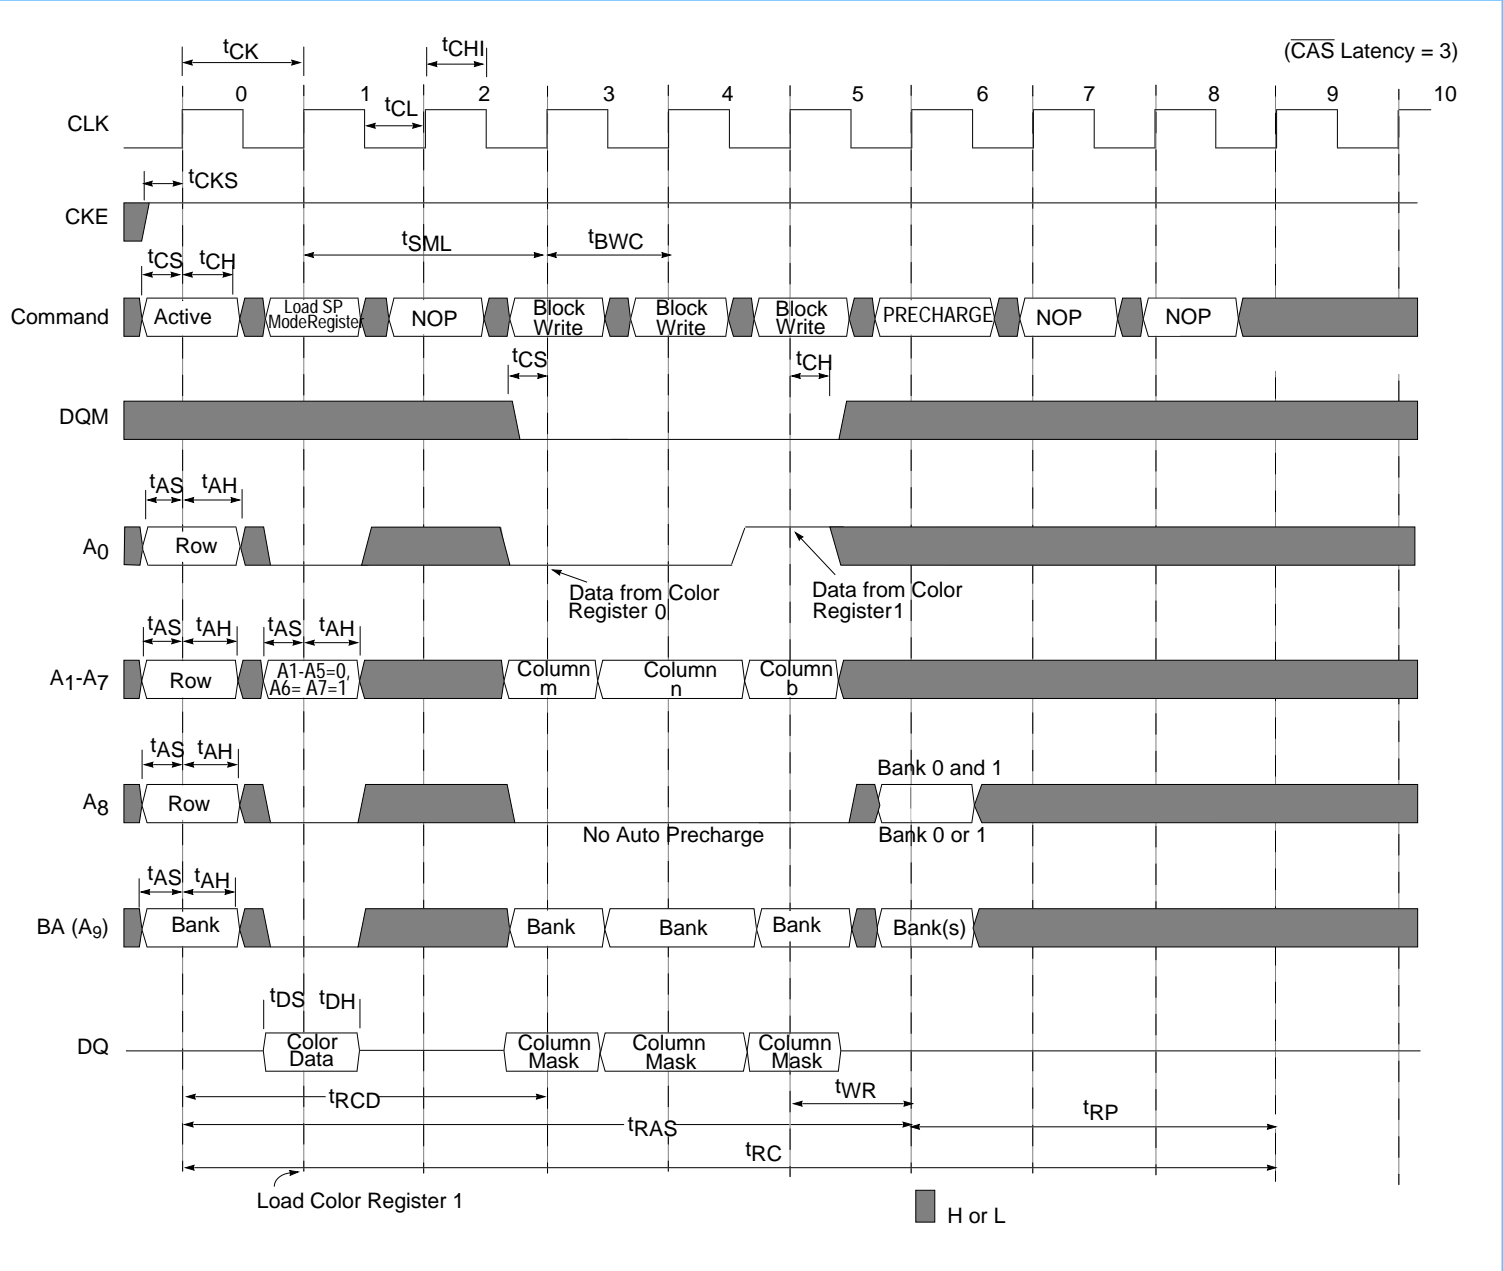 tCK
tCHI
(CAS Latency = 3)
0 1 2 3 4 5 6 7 8 9 10
CLK
tCL
tCKS
CKE
tSML
tBWC
tCS
tCH
Command
Active
Load SP
ModeRegister
NOP
Block
Write
Block
Write
Block
Write
PRECHARGE
NOP
NOP
tCS
tCH
DQM
tAS
tAH
A0
Row
Data from Color
Register 0
Data from Color
Register1
tAS
tAH
tAS
tAH
A1-A7
Row
A1-A5=0,
A6= A7=1
Column
m
Column
n
Column
b
tAS
tAH
Bank 0 and 1
A8
Row
No Auto Precharge
Bank 0 or 1
tAS
tAH
BA (A9)
Bank
Bank
Bank
Bank
Bank(s)
tDS
tDH
DQ
Color
Data
Column
Mask
Column
Mask
Column
Mask
tRCD
tWR
tRP
tRAS
tRC
Load Color Register 1
H or L